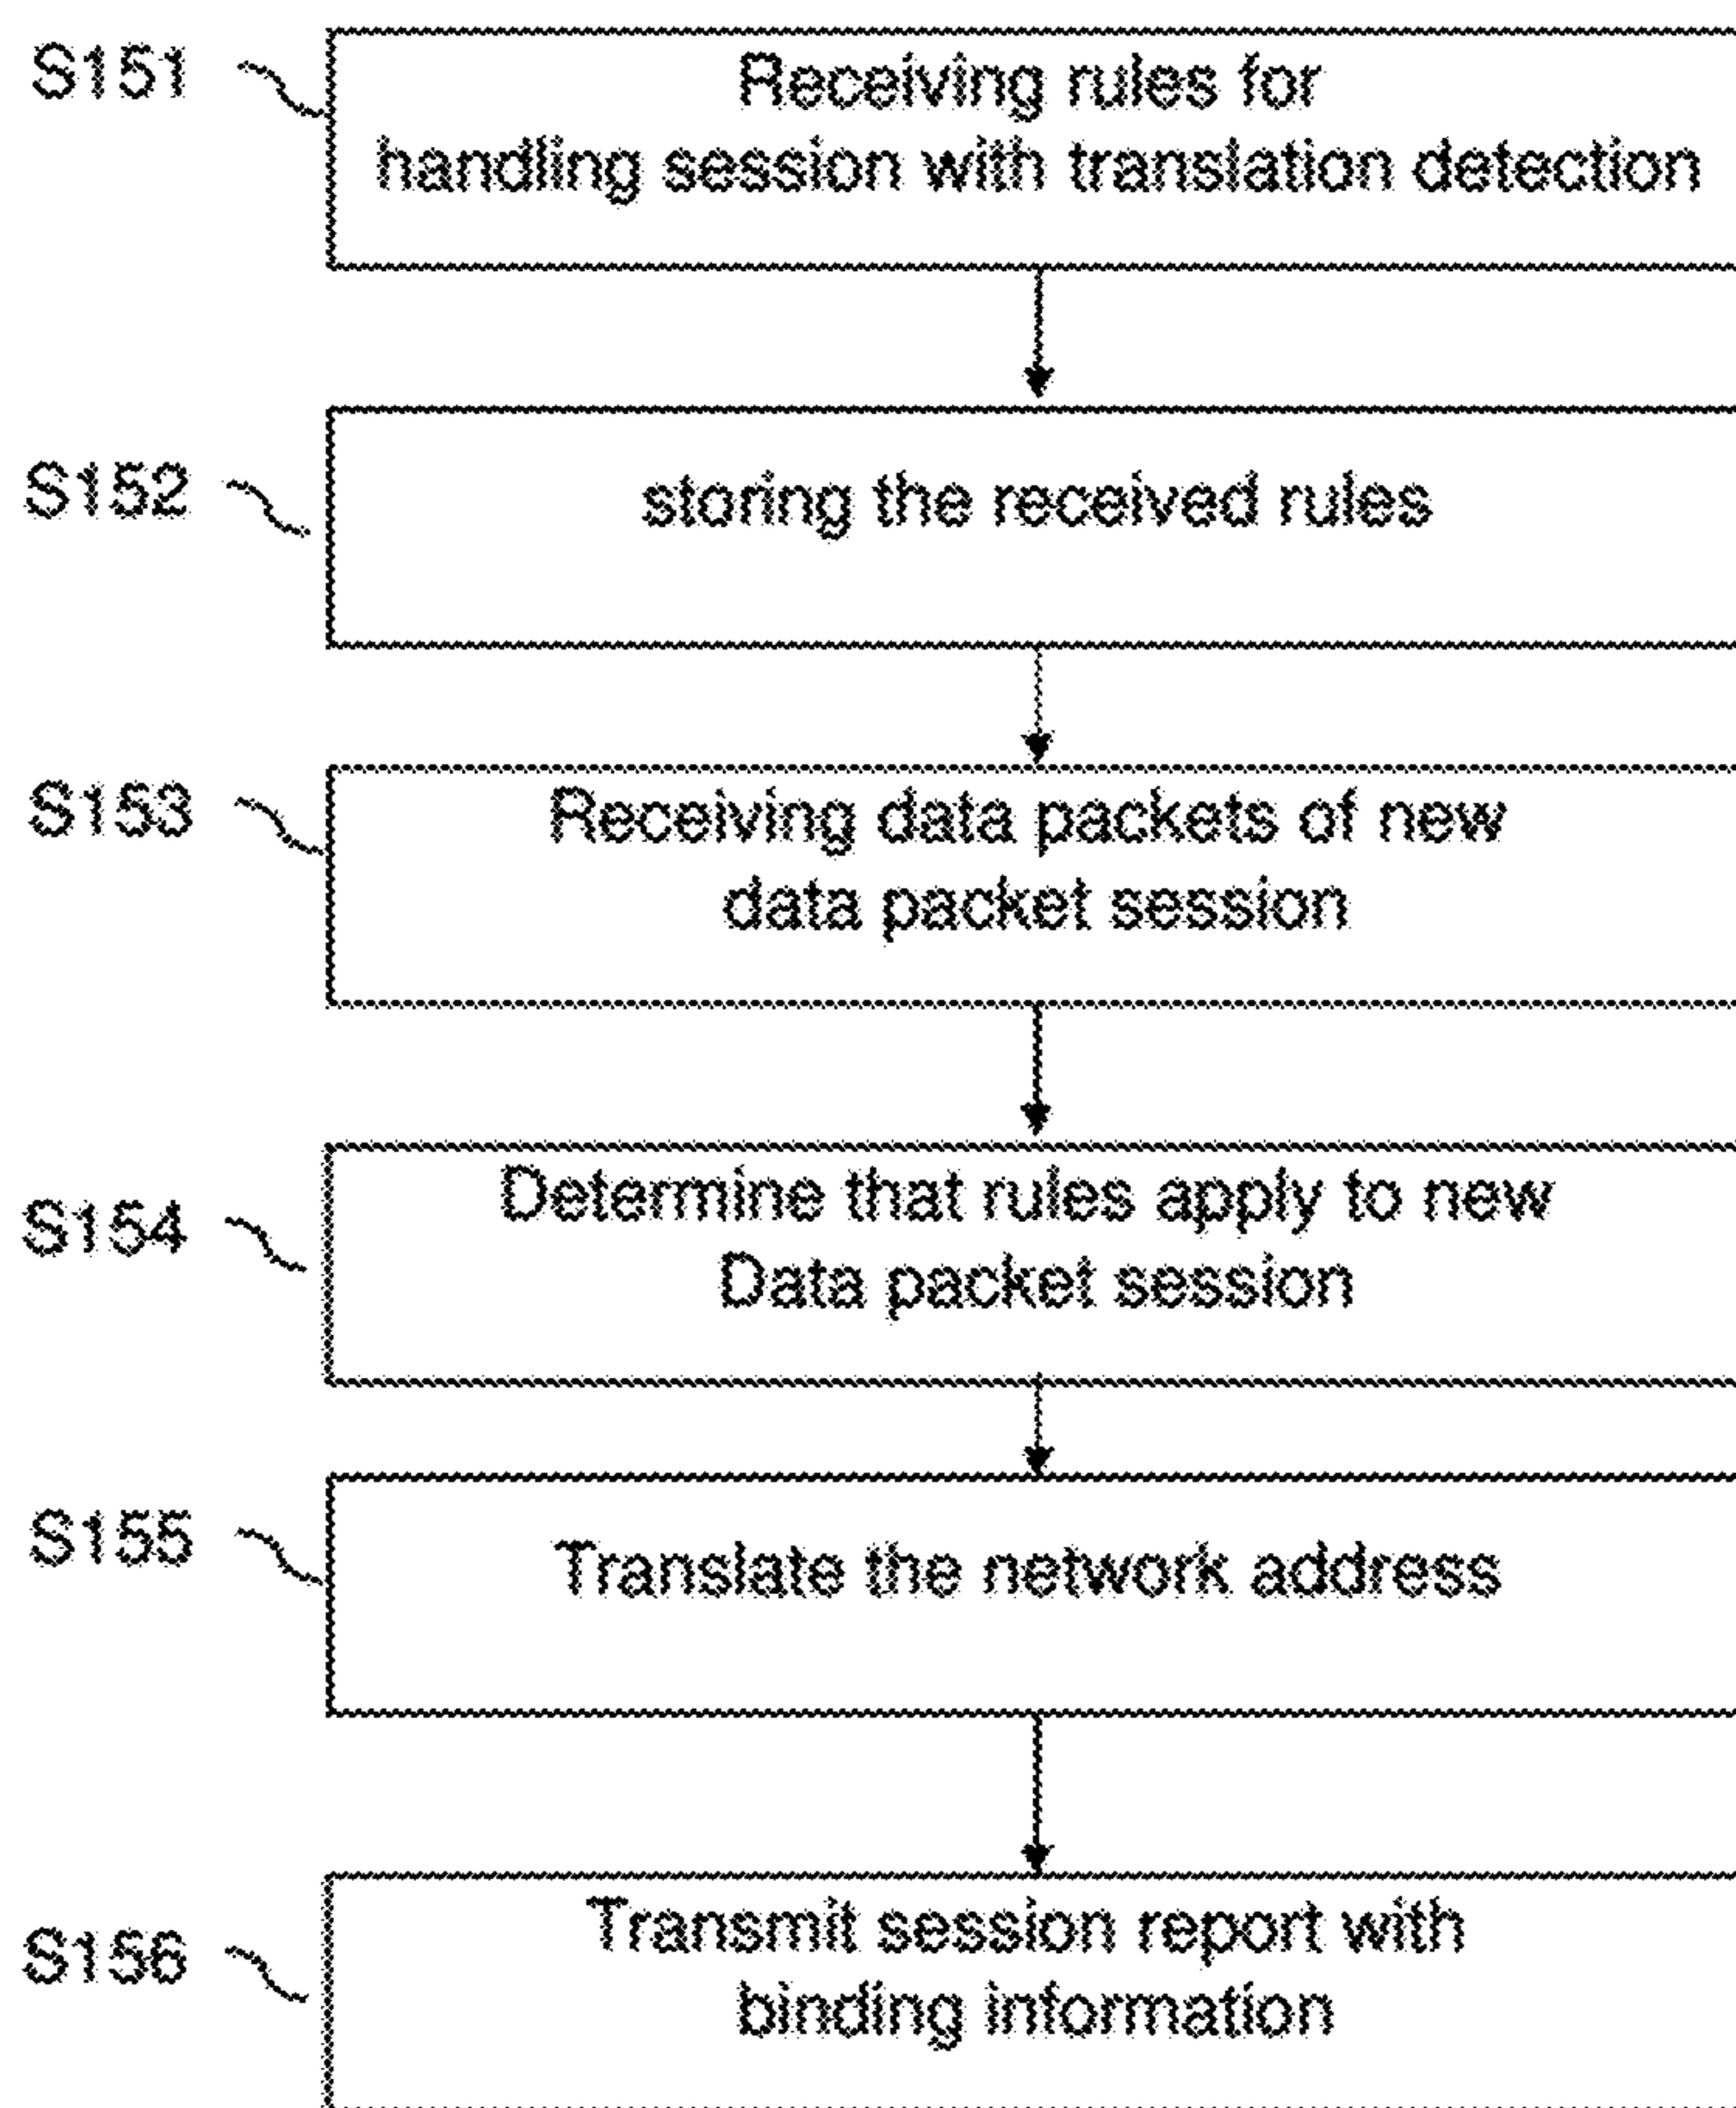 S151
Receiving rules for
handling session with translation detection
S152
storing the received rules
S153
Receiving data packets of new
data packet session
S154
Determine that rules apply to new
Data packet session
S155
Translate the network address
S156
Transmit session report with
binding information